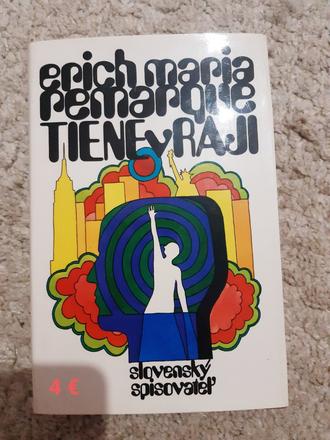 erich maria
remarque
TIENE v RAJI
slovenský
spisovateľ
4 €